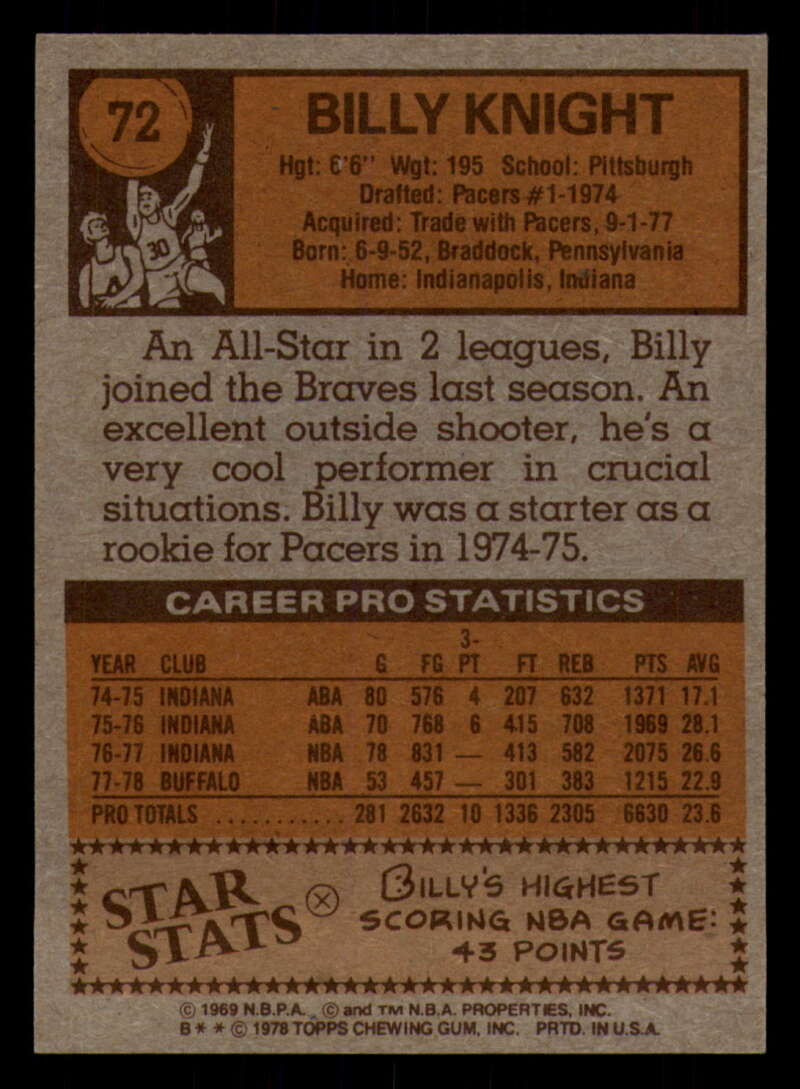 72
30
BILLY KNIGHT
Hgt: 6'6" Wgt: 195 School: Pittsburgh
Drafted: Pacers #1-1974
Acquired: Trade with Pacers, 9-1-77
Born: 6-9-52, Braddock, Pennsylvania
Home: Indianapolis, Indiana
An All-Star in 2 leagues, Billy
joined the Braves last season. An
excellent outside shooter, he's a
very cool performer in crucial
situations. Billy was a starter as a
rookie for Pacers in 1974-75.
CAREER PRO STATISTICS
YEAR CLUB G FG 3-PT FT REB PTS AVG
74-75 INDIANA ABA 80 576 4 207 632 1371 17.1
75-76 INDIANA ABA 70 768 6 415 708 1969 28.1
76-77 INDIANA NBA 78 831 — 413 582 2075 26.6
77-78 BUFFALO NBA 53 457 — 301 383 1215 22.9
PRO TOTALS ........... 281 2632 10 1336 2305 6630 23.6
STAR
STATS
BILLY'S HIGHEST
SCORING NBA GAME:
43 POINTS
© 1969 N.B.P.A. © and TM N.B.A. PROPERTIES, INC.
B * * © 1978 TOPPS CHEWING GUM, INC. PRTD. IN U.S.A.